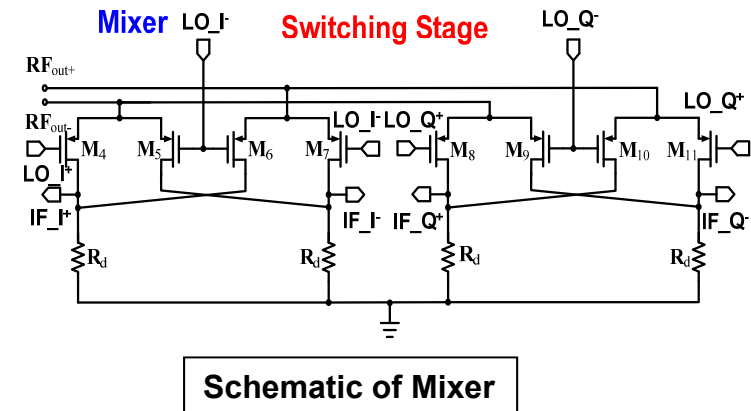 Mixer LO_I- Switching Stage LO_Q-
RFout+
RFout-
LO_I- LO_Q+ LO_Q+
M4 M5 M6 M7 M8 M9 M10 M11
LO_I+
IF_I+ IF_I- IF_Q+ IF_Q-
Rd Rd Rd Rd
Schematic of Mixer